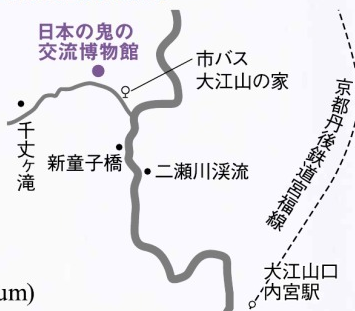 日本の鬼の
交流博物館
市バス
大江山の家
千丈ヶ滝
新童子橋
二瀬川渓流
京都丹後鉄道宮福線
大江山口
内宮駅
um)